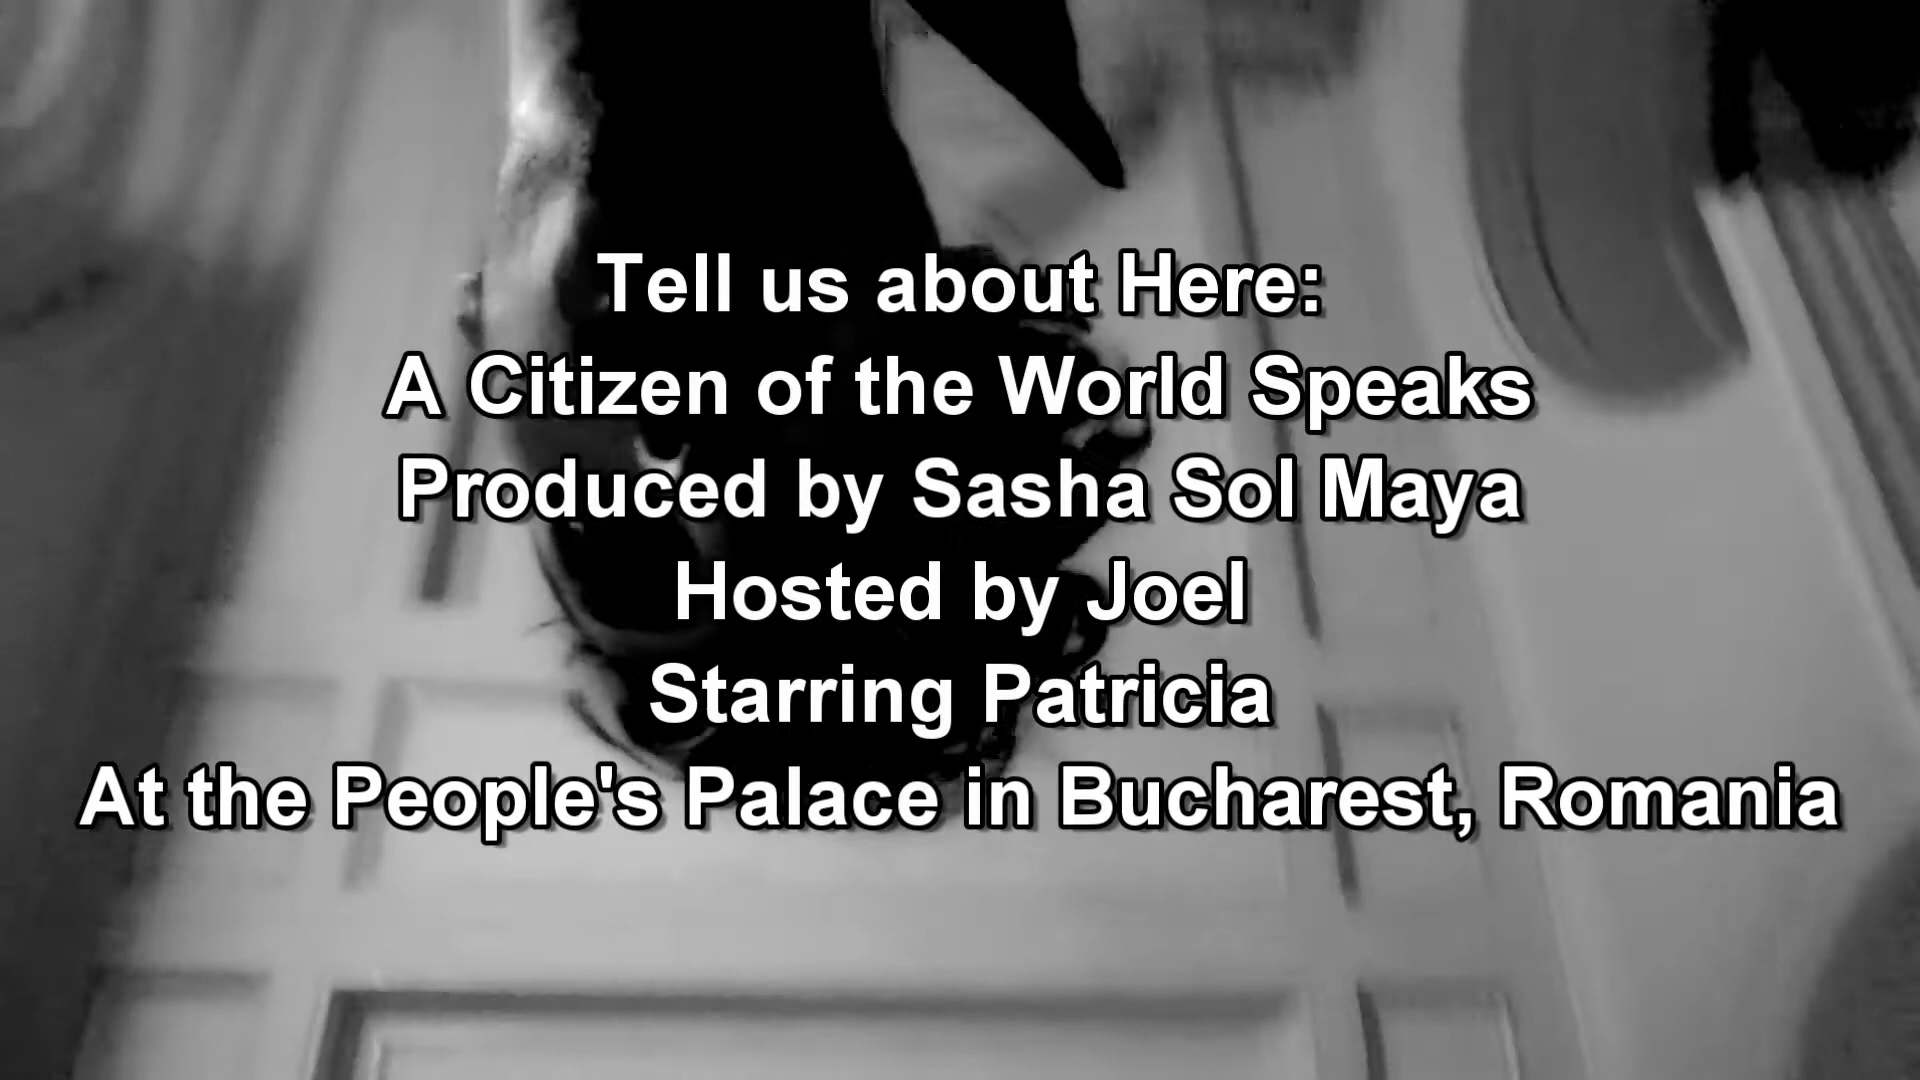 Tell us about Here:
A Citizen of the World Speaks
Produced by Sasha Sol Maya
Hosted by Joel
Starring Patricia
At the People's Palace in Bucharest, Romania